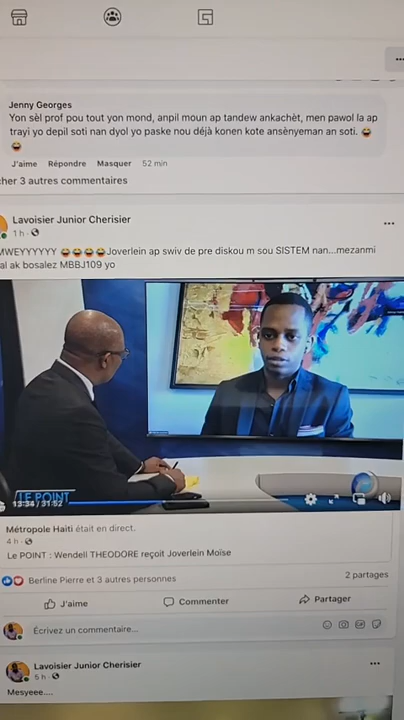 Jenny Georges
Yon sèl prof pou tout yon mond, anpil moun ap tandew ankachèt, men pawol la ap
trayi yo depil soti nan dyol yo paske nou déjà konen kote ansènyeman an soti. 😂
😂
J'aime Répondre Masquer 52 min
cher 3 autres commentaires
Lavoisier Junior Cherisier
1 h ·
MWEYYYYYY 😂😂😂😂Joverlein ap swiv de pre diskou m sou SISTEM nan...mezanmi
al ak bosalez MBBJ109 yo
LE POINT
13:34 / 31:52
Métropole Haiti était en direct.
4 h ·
Le POINT : Wendell THEODORE reçoit Joverlein Moïse
Berline Pierre et 3 autres personnes
2 partages
J'aime Commenter Partager
Écrivez un commentaire...
GIF
Lavoisier Junior Cherisier
5 h ·
Mesyeee....